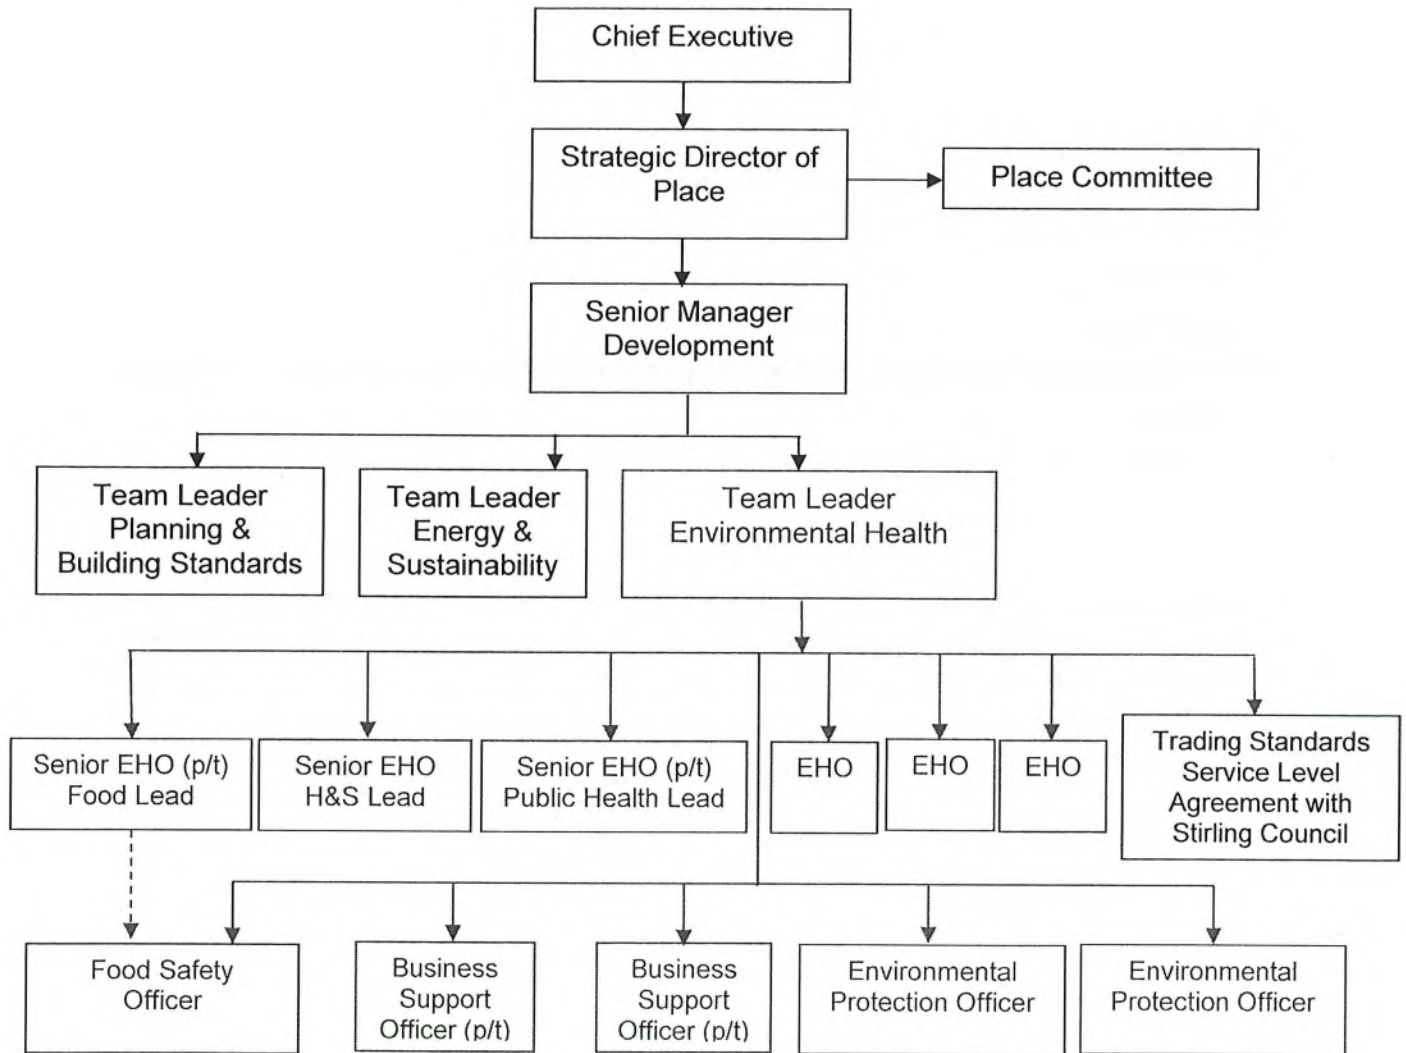 Chief Executive
Strategic Director of
Place
Place Committee
Senior Manager
Development
Team Leader
Planning &
Building Standards
Team Leader
Energy &
Sustainability
Team Leader
Environmental Health
Senior EHO (p/t)
Food Lead
Senior EHO
H&S Lead
Senior EHO (p/t)
Public Health Lead
EHO
EHO
EHO
Trading Standards
Service Level
Agreement with
Stirling Council
Food Safety
Officer
Business
Support
Officer (p/t)
Business
Support
Officer (p/t)
Environmental
Protection Officer
Environmental
Protection Officer